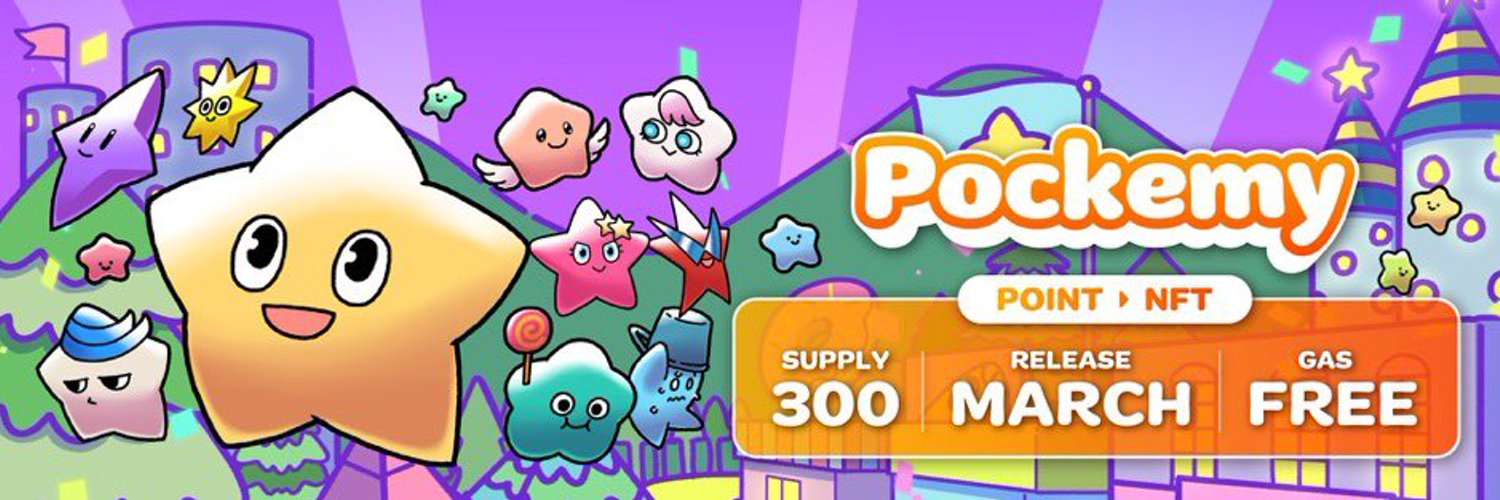 Pockemy
POINT ▸ NFT
SUPPLY
300
RELEASE
MARCH
GAS
FREE